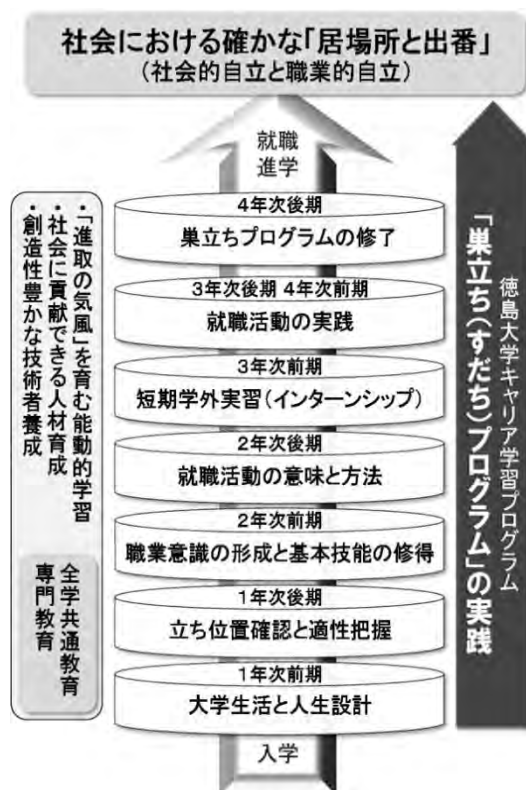 社会における確かな「居場所と出番」
(社会的自立と職業的自立)
就職
進学
4年次後期
巣立ちプログラムの修了
3年次後期 4年次前期
就職活動の実践
3年次前期
短期学外実習(インターンシップ)
2年次後期
就職活動の意味と方法
2年次前期
職業意識の形成と基本技能の修得
1年次後期
立ち位置確認と適性把握
1年次前期
大学生活と人生設計
入学
・「進取の気風」を育む能動的学習
・社会に貢献できる人材育成
・創造性豊かな技術者養成
全学共通教育
専門教育
徳島大学キャリア学習プログラム
「巣立ち(すだち)プログラム」の実践